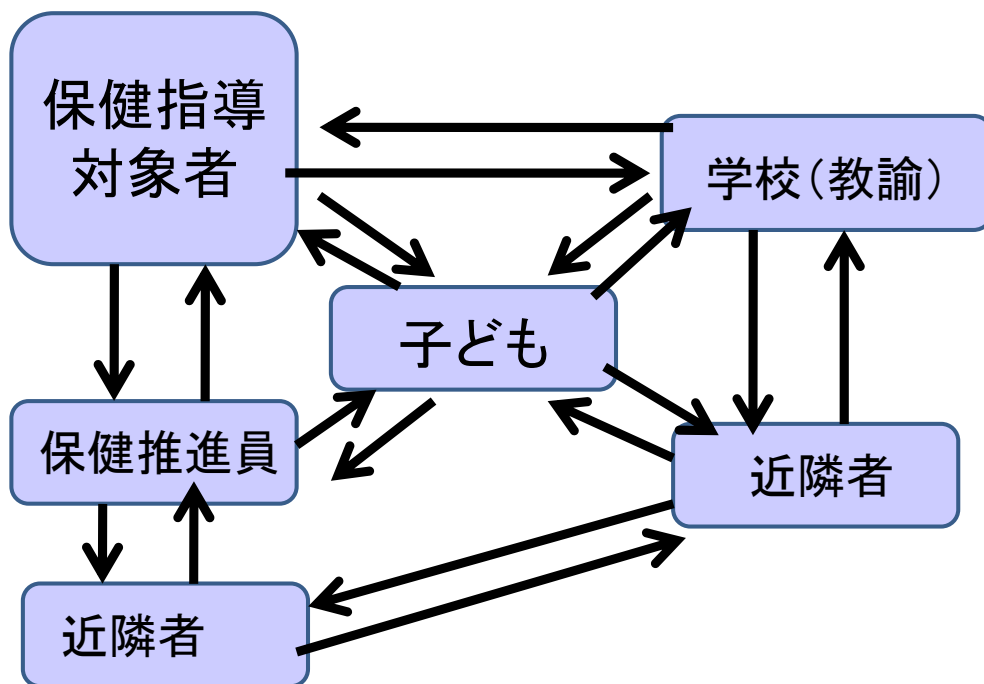 保健指導
対象者
学校（教諭）
子ども
保健推進員
近隣者
近隣者